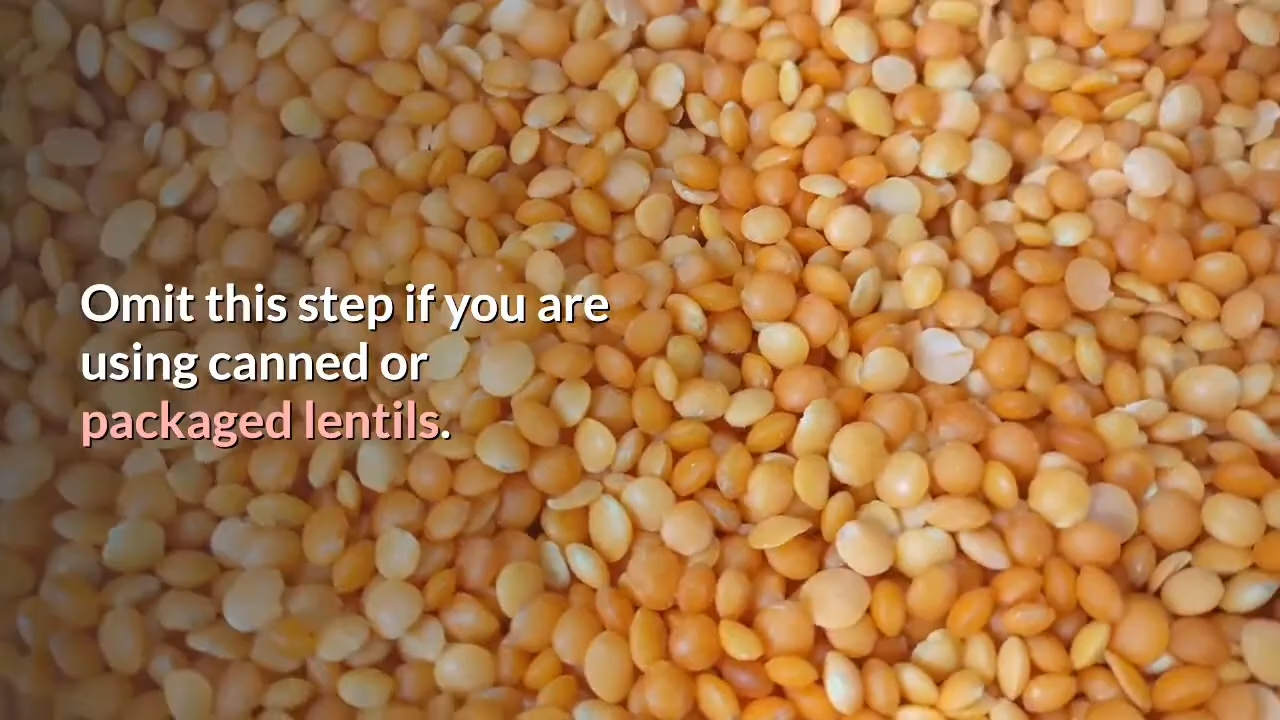 Omit this step if you are
using canned or
packaged lentils.